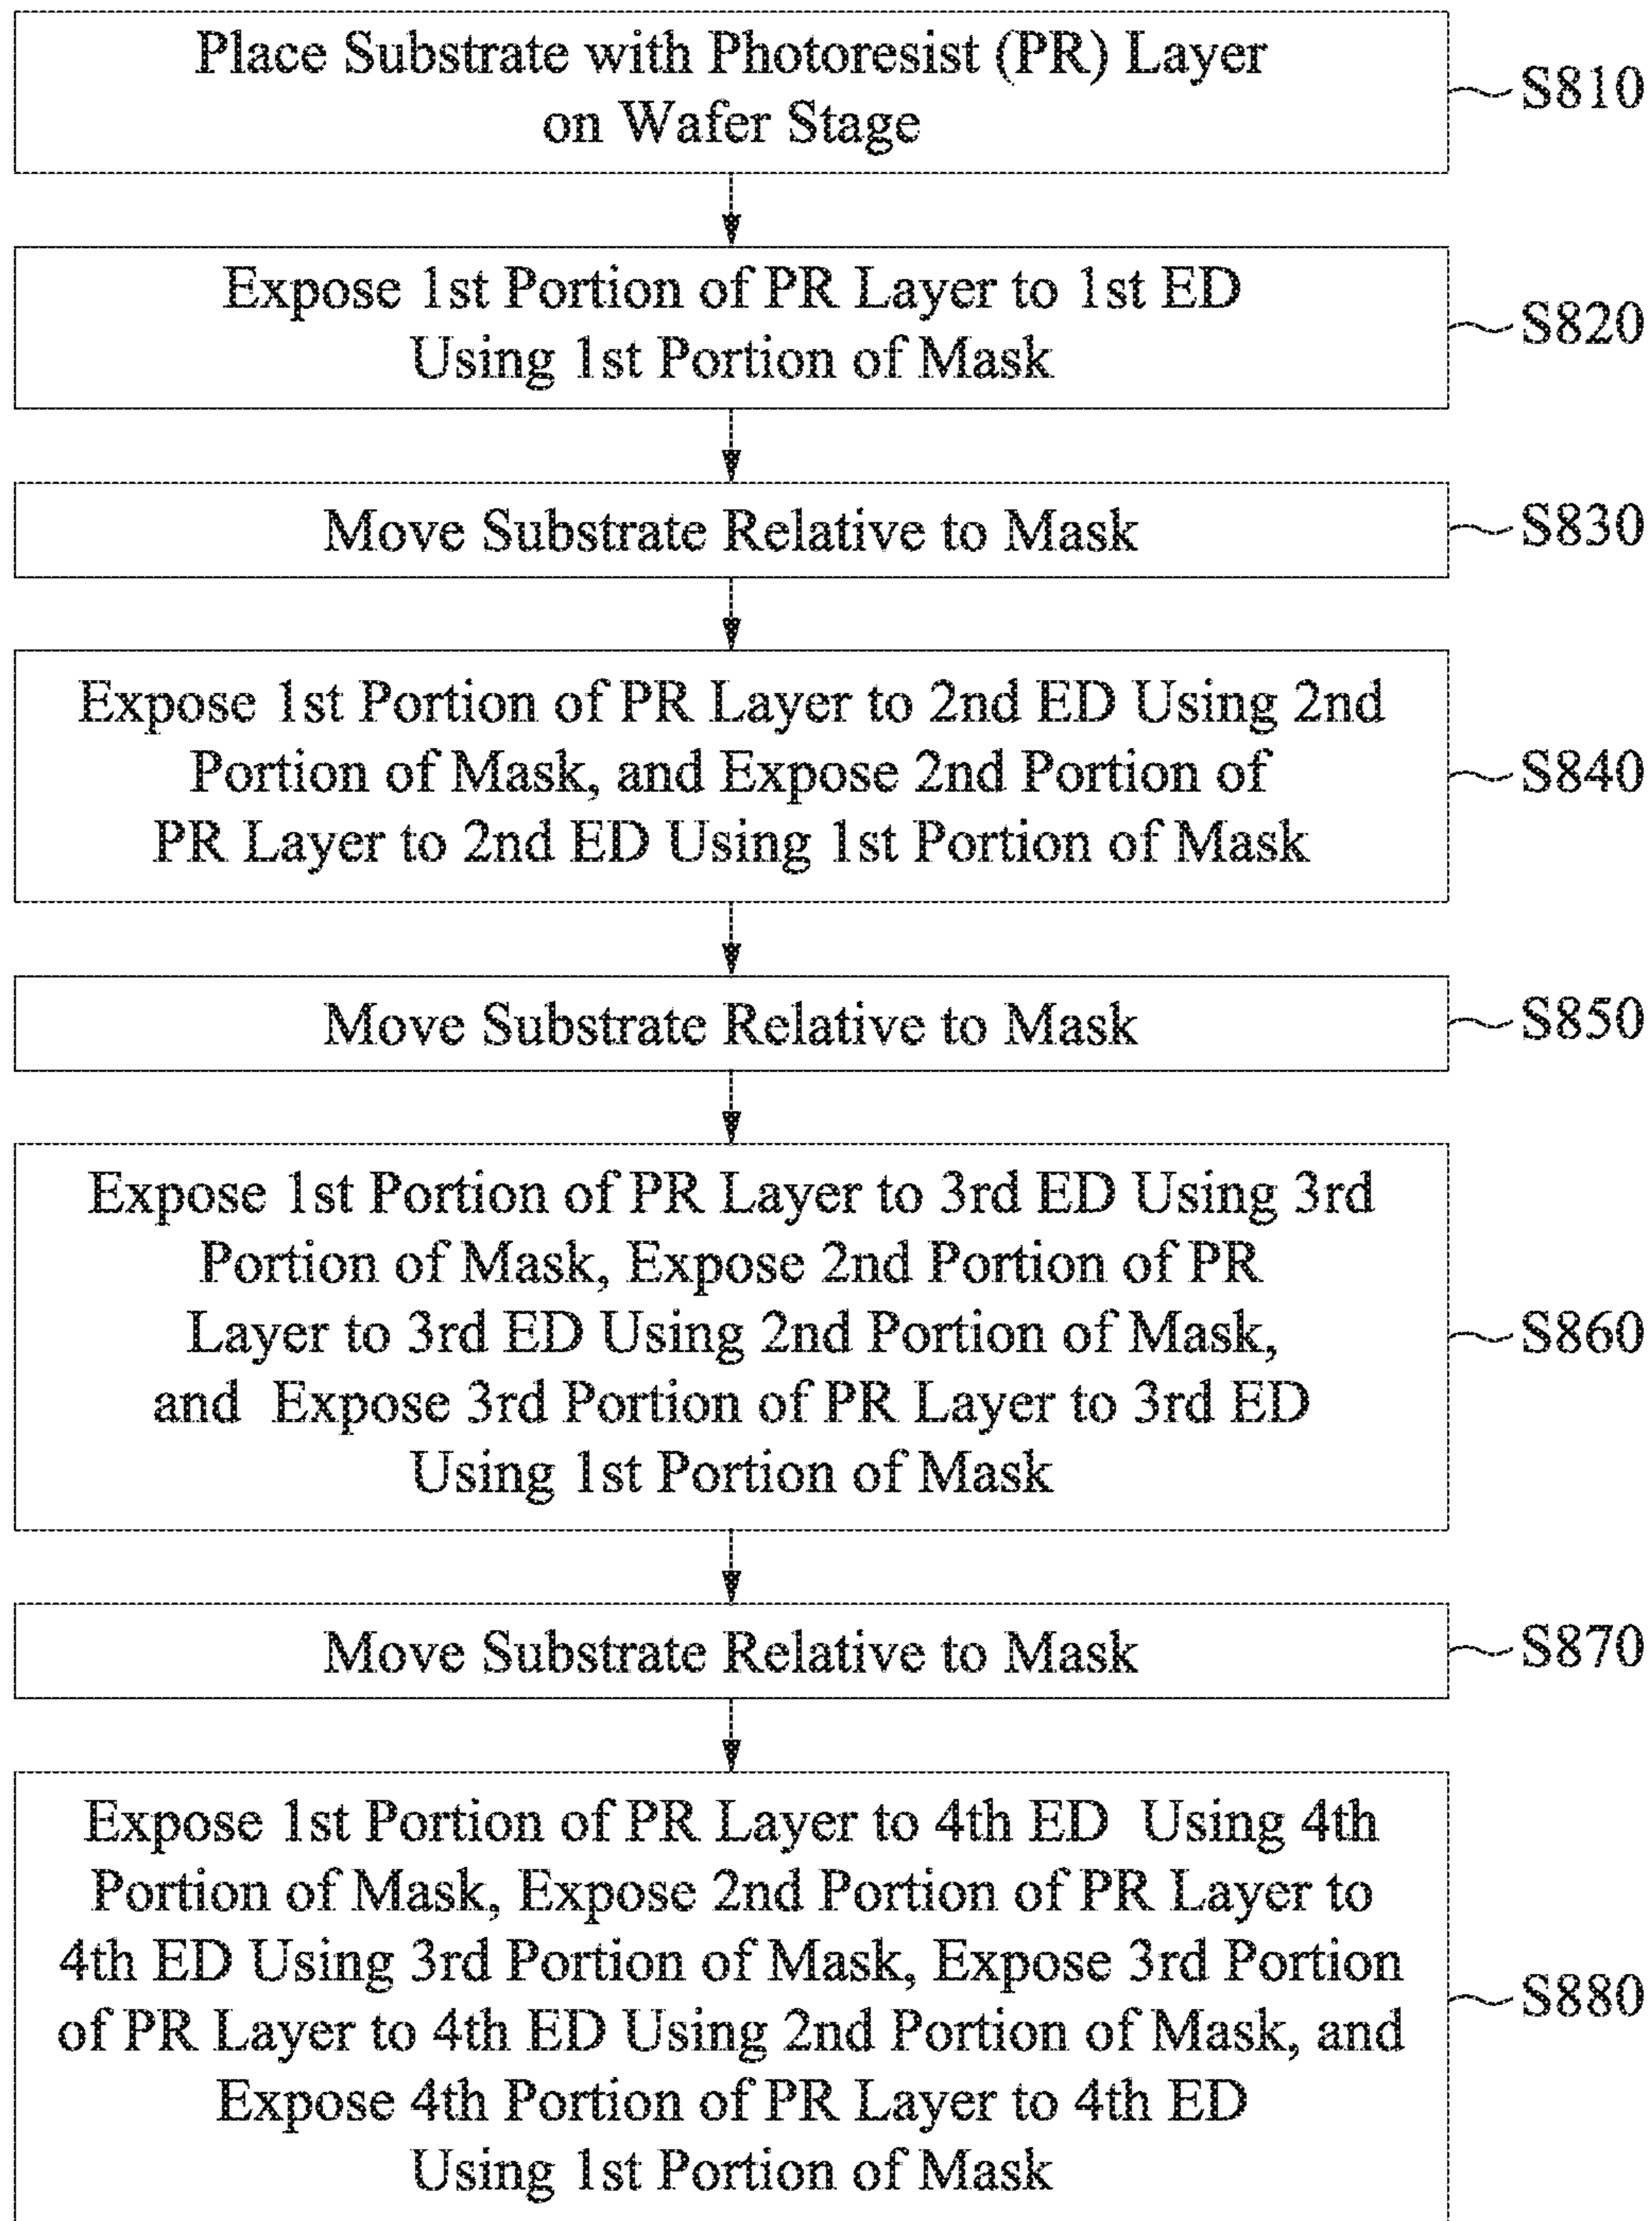 Place Substrate with Photoresist (PR) Layer
on Wafer Stage
S810
Expose 1st Portion of PR Layer to 1st ED
Using 1st Portion of Mask
S820
Move Substrate Relative to Mask
S830
Expose 1st Portion of PR Layer to 2nd ED Using 2nd
Portion of Mask, and Expose 2nd Portion of
PR Layer to 2nd ED Using 1st Portion of Mask
S840
Move Substrate Relative to Mask
S850
Expose 1st Portion of PR Layer to 3rd ED Using 3rd
Portion of Mask, Expose 2nd Portion of PR
Layer to 3rd ED Using 2nd Portion of Mask,
and Expose 3rd Portion of PR Layer to 3rd ED
Using 1st Portion of Mask
S860
Move Substrate Relative to Mask
S870
Expose 1st Portion of PR Layer to 4th ED Using 4th
Portion of Mask, Expose 2nd Portion of PR Layer to
4th ED Using 3rd Portion of Mask, Expose 3rd Portion
of PR Layer to 4th ED Using 2nd Portion of Mask, and
Expose 4th Portion of PR Layer to 4th ED
Using 1st Portion of Mask
S880